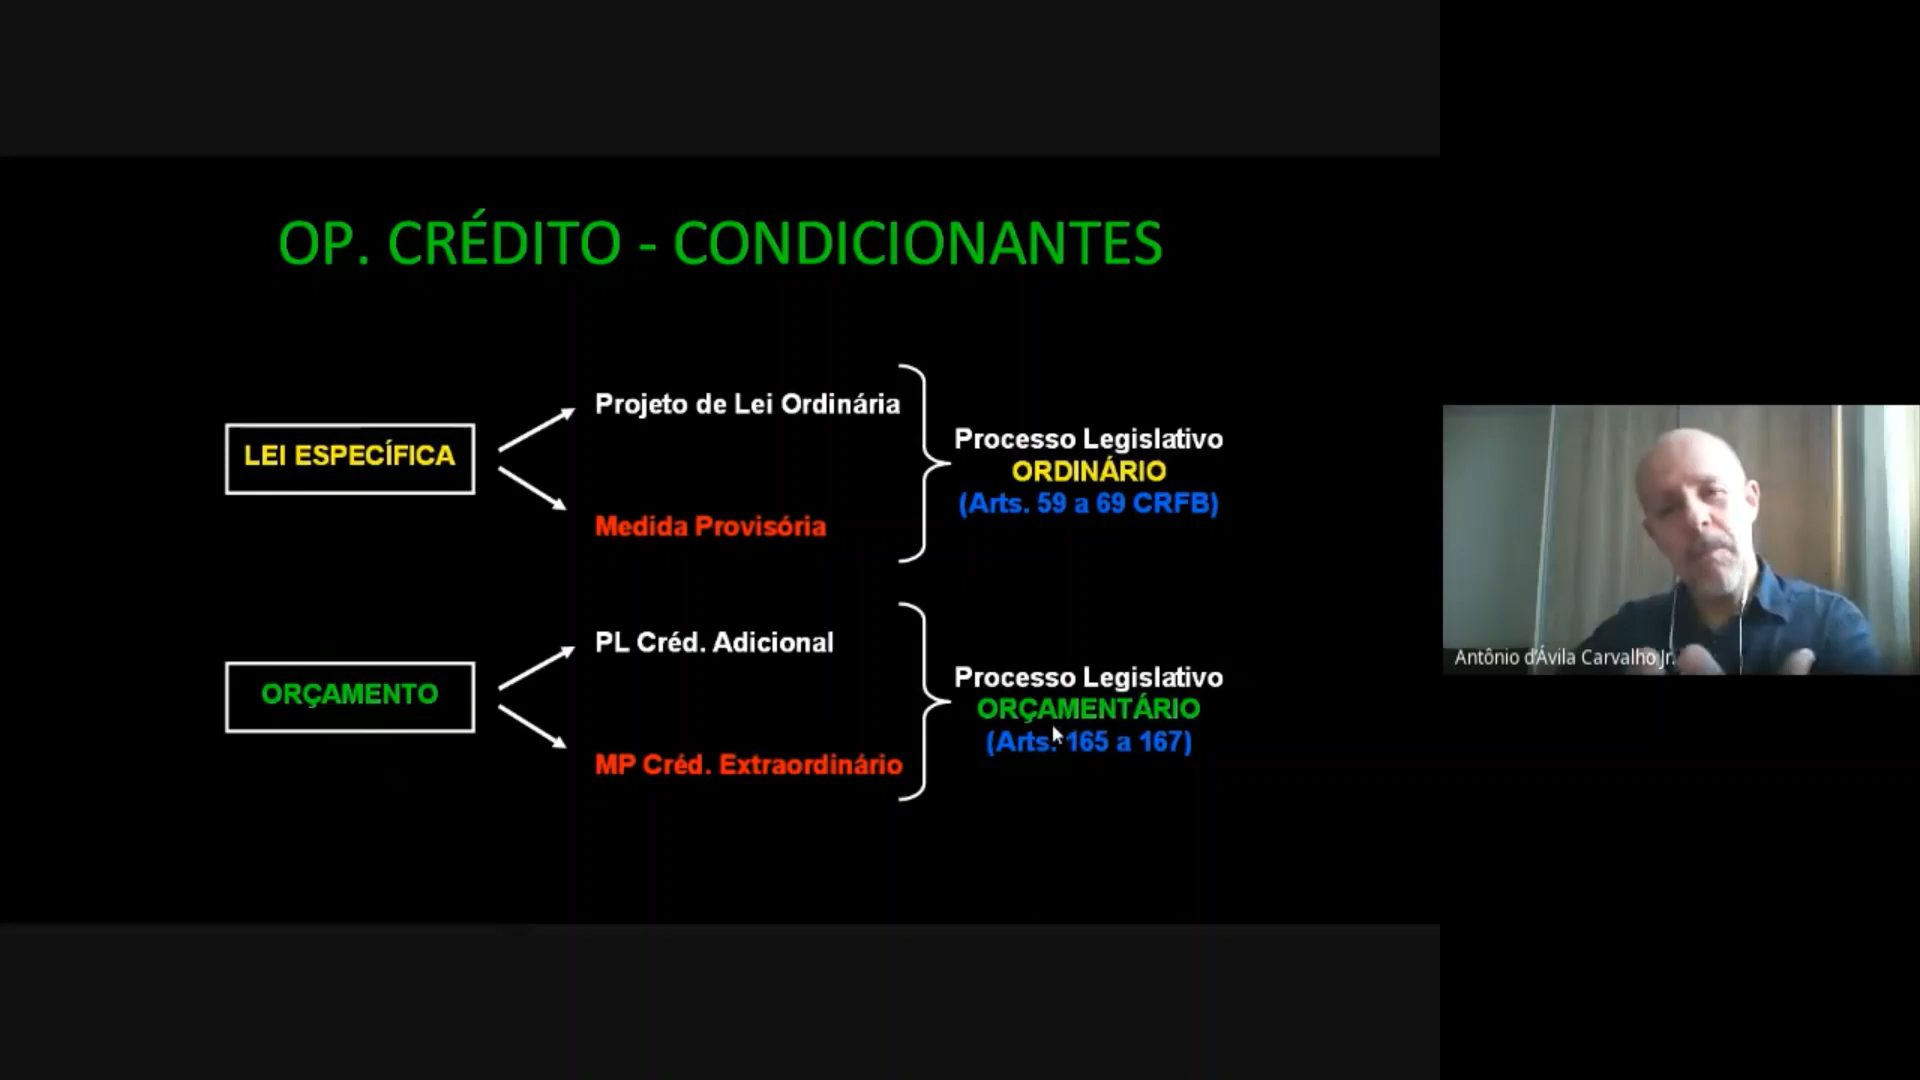 OP. CRÉDITO - CONDICIONANTES
LEI ESPECÍFICA
Projeto de Lei Ordinária
Medida Provisória
Processo Legislativo
ORDINÁRIO
(Arts. 59 a 69 CRFB)
ORÇAMENTO
PL Créd. Adicional
MP Créd. Extraordinário
Processo Legislativo
ORÇAMENTÁRIO
(Arts. 165 a 167)
Antônio d'Ávila Carvalho Jr.